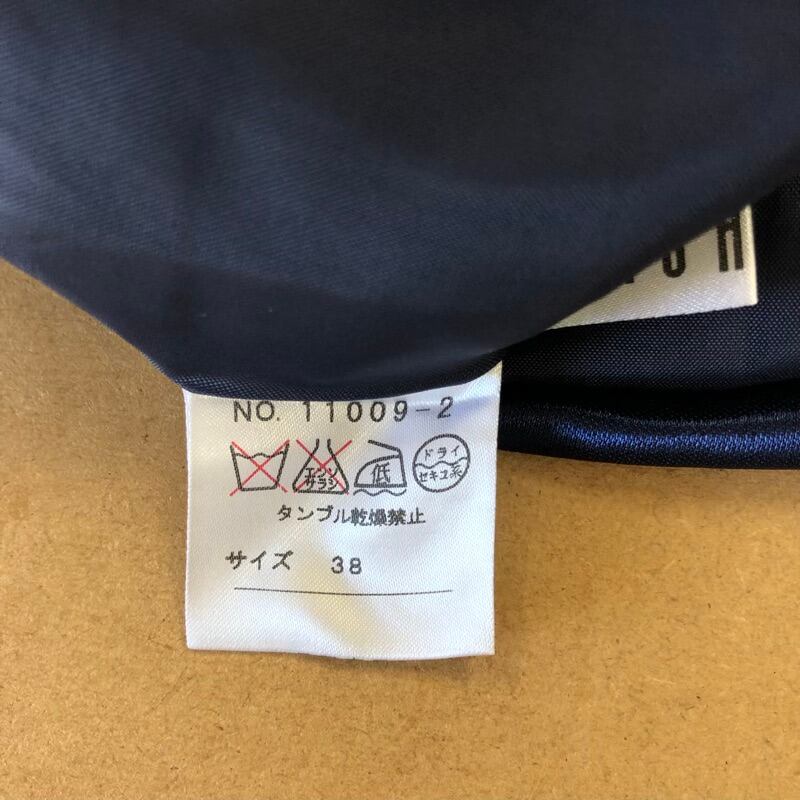 NO. 11009-2
エンソ
サラシ
低
ドライ
セキユ系
タンブル乾燥禁止
サイズ 38